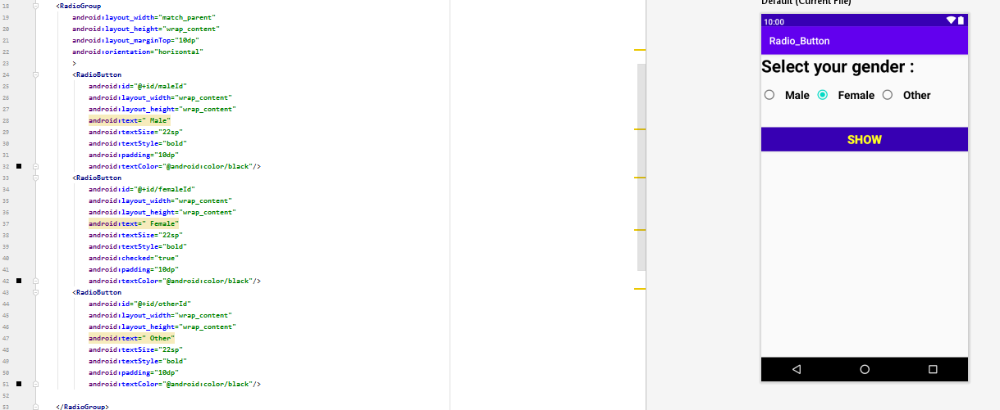 18 <RadioGroup
19 android:layout_width="match_parent"
20 android:layout_height="wrap_content"
21 android:layout_marginTop="10dp"
22 android:orientation="horizontal"
23 >
24 <RadioButton
25 android:id="@+id/maleId"
26 android:layout_width="wrap_content"
27 android:layout_height="wrap_content"
28 android:text=" Male"
29 android:textSize="22sp"
30 android:textStyle="bold"
31 android:padding="10dp"
32 android:textColor="@android:color/black"/>
33 <RadioButton
34 android:id="@+id/femaleId"
35 android:layout_width="wrap_content"
36 android:layout_height="wrap_content"
37 android:text=" Female"
38 android:textSize="22sp"
39 android:textStyle="bold"
40 android:checked="true"
41 android:padding="10dp"
42 android:textColor="@android:color/black"/>
43 <RadioButton
44 android:id="@+id/otherId"
45 android:layout_width="wrap_content"
46 android:layout_height="wrap_content"
47 android:text=" Other"
48 android:textSize="22sp"
49 android:textStyle="bold"
50 android:padding="10dp"
51 android:textColor="@android:color/black"/>
52
53 </RadioGroup>
Default (Current File)
10:00
Radio_Button
Select your gender :
Male Female Other
SHOW